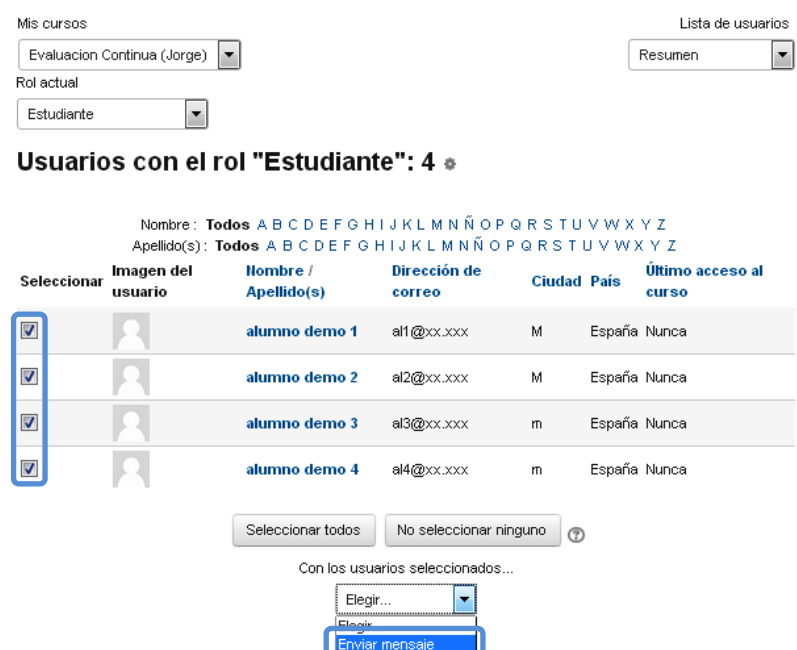 Mis cursos
Lista de usuarios
Evaluacion Continua (Jorge)
Resumen
Rol actual
Estudiante
Usuarios con el rol "Estudiante": 4
Nombre : Todos A B C D E F G H I J K L M N Ñ O P Q R S T U V W X Y Z
Apellido(s) : Todos A B C D E F G H I J K L M N Ñ O P Q R S T U V W X Y Z
Seleccionar Imagen del usuario Nombre / Apellido(s) Dirección de correo Ciudad País Último acceso al curso
alumno demo 1 al1@xx.xxx M España Nunca
alumno demo 2 al2@xx.xxx M España Nunca
alumno demo 3 al3@xx.xxx m España Nunca
alumno demo 4 al4@xx.xxx m España Nunca
Seleccionar todos No seleccionar ninguno
Con los usuarios seleccionados...
Elegir...
Elegir...
Enviar mensaje